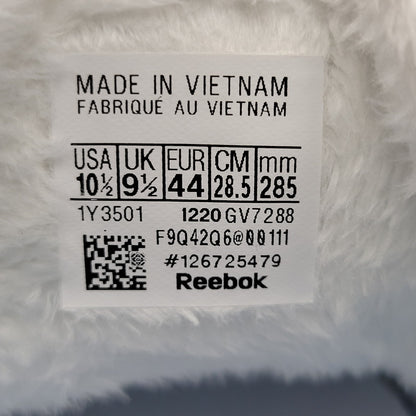 MADE IN VIETNAM
FABRIQUÉ AU VIETNAM
USA UK EUR CM mm
10½ 9½ 44 28.5 285
1Y3501 1220 GV7288
F9Q42Q6@00111
#126725479
Reebok